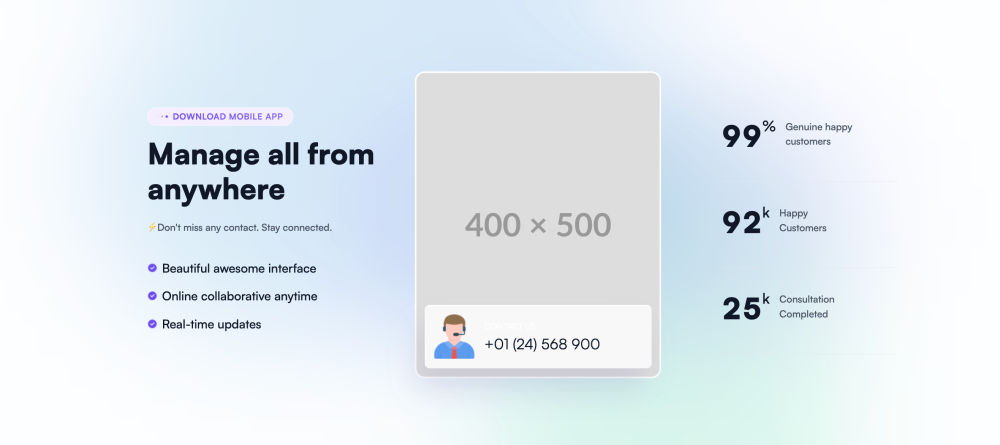 DOWNLOAD MOBILE APP
Manage all from
anywhere
⚡Don't miss any contact. Stay connected.
Beautiful awesome interface
Online collaborative anytime
Real-time updates
400 × 500
+01 (24) 568 900
99%
Genuine happy
customers
92k
Happy
Customers
25k
Consultation
Completed